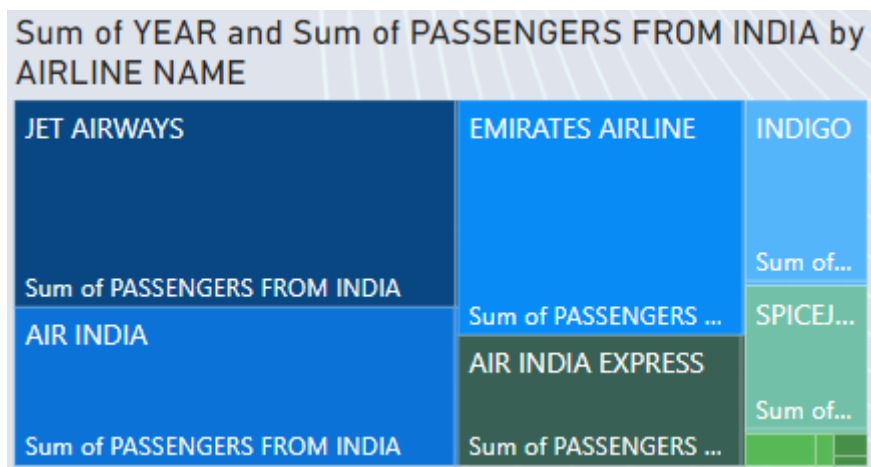 Sum of YEAR and Sum of PASSENGERS FROM INDIA by
AIRLINE NAME
JET AIRWAYS
Sum of PASSENGERS FROM INDIA
AIR INDIA
Sum of PASSENGERS FROM INDIA
EMIRATES AIRLINE
Sum of PASSENGERS ...
AIR INDIA EXPRESS
Sum of PASSENGERS ...
INDIGO
Sum of...
SPICEJ...
Sum of...